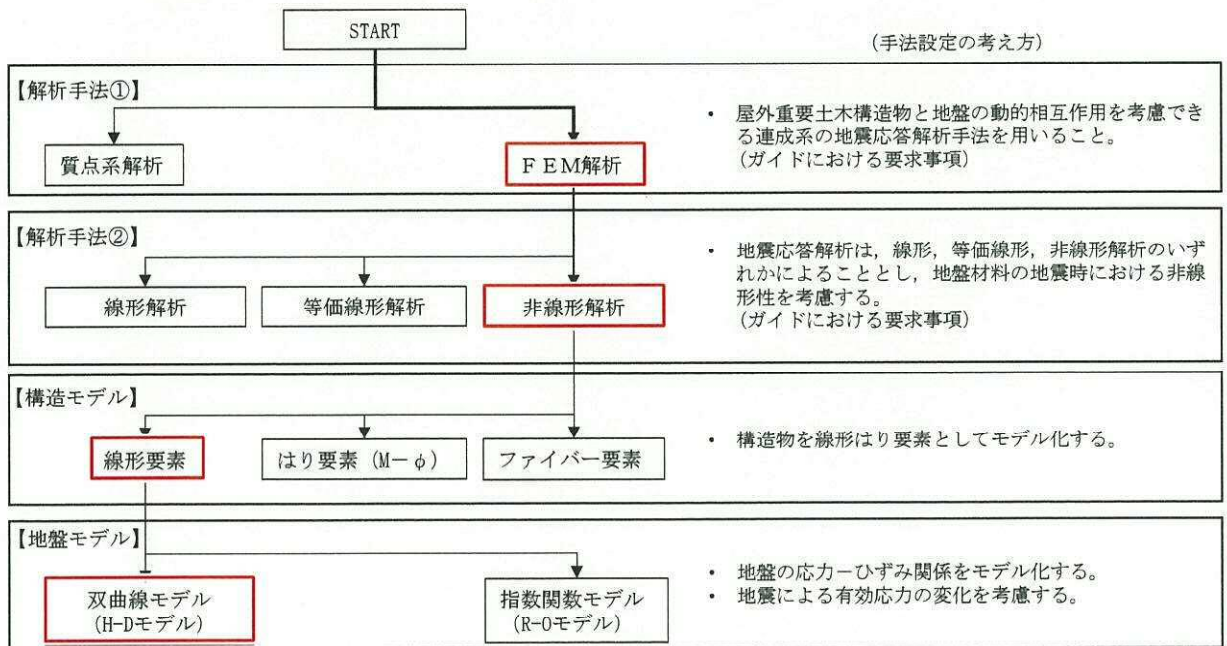 START
(手法設定の考え方)
【解析手法①】
質点系解析
FEM解析
・ 屋外重要土木構造物と地盤の動的相互作用を考慮でき
る連成系の地震応答解析手法を用いること。
(ガイドにおける要求事項)
【解析手法②】
線形解析
等価線形解析
非線形解析
・ 地震応答解析は，線形，等価線形，非線形解析のいず
れかによることとし，地盤材料の地震時における非線
形性を考慮する。
(ガイドにおける要求事項)
【構造モデル】
線形要素
はり要素（M－φ）
ファイバー要素
・ 構造物を線形はり要素としてモデル化する。
【地盤モデル】
双曲線モデル
(H-Dモデル)
指数関数モデル
(R-Oモデル)
・ 地盤の応力－ひずみ関係をモデル化する。
・ 地震による有効応力の変化を考慮する。